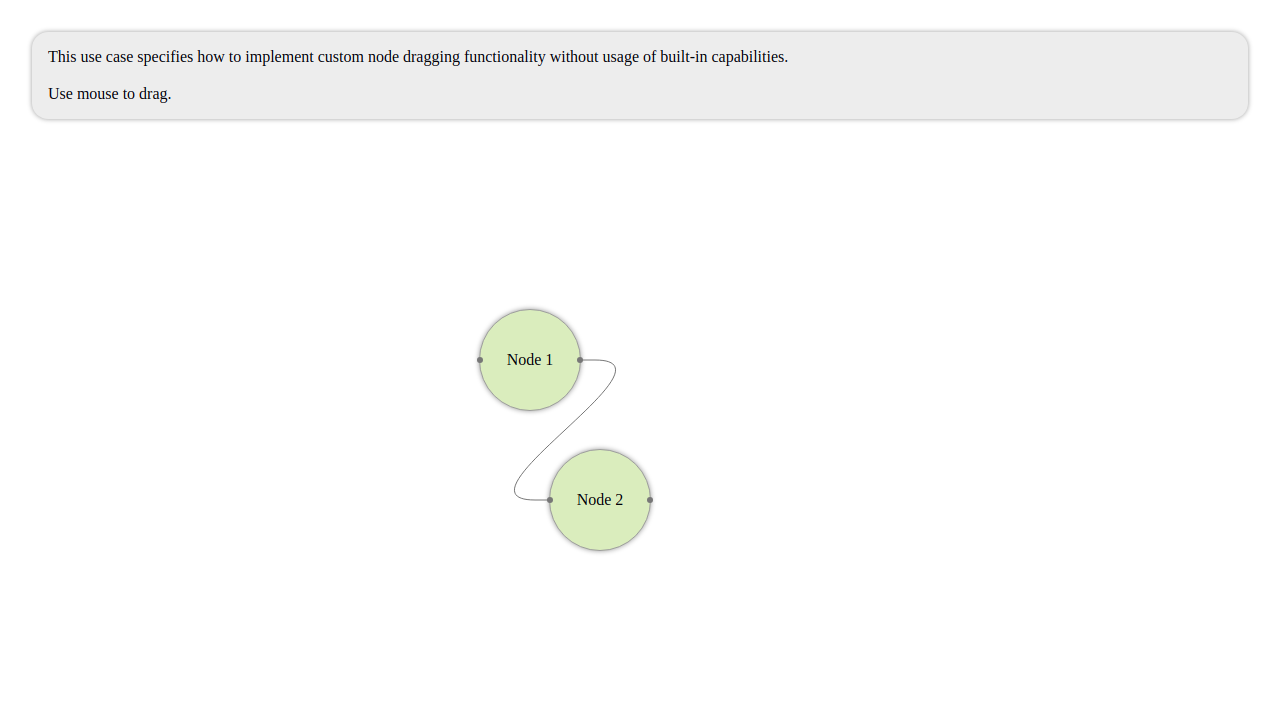 This use case specifies how to implement custom node dragging functionality without usage of built-in capabilities.
Use mouse to drag.
Node 1
Node 2